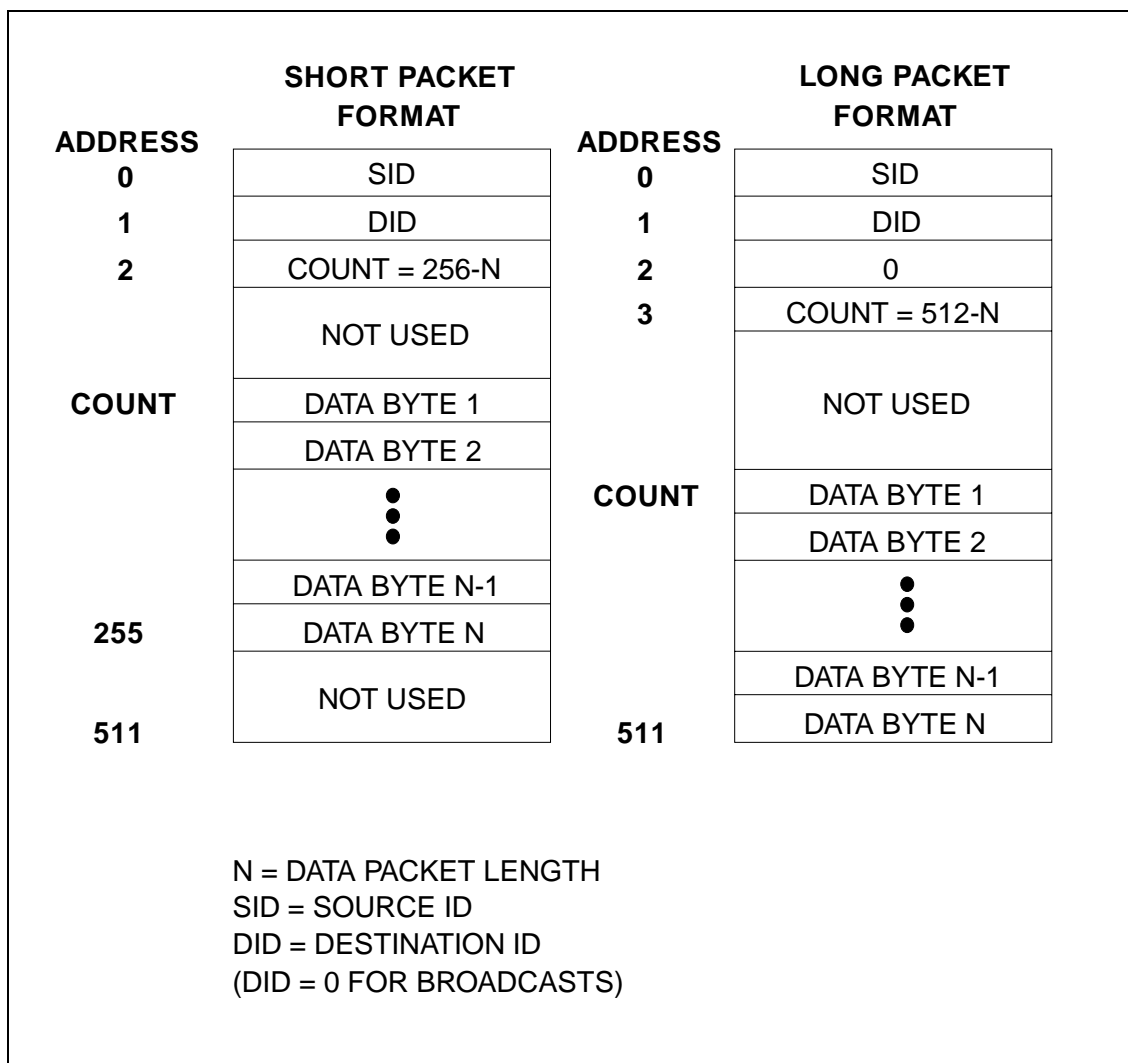 SHORT PACKET
FORMAT
ADDRESS
0 SID
1 DID
2 COUNT = 256-N
NOT USED
COUNT DATA BYTE 1
DATA BYTE 2
DATA BYTE N-1
255 DATA BYTE N
NOT USED
511
LONG PACKET
FORMAT
ADDRESS
0 SID
1 DID
2 0
3 COUNT = 512-N
NOT USED
COUNT DATA BYTE 1
DATA BYTE 2
DATA BYTE N-1
511 DATA BYTE N
N = DATA PACKET LENGTH
SID = SOURCE ID
DID = DESTINATION ID
(DID = 0 FOR BROADCASTS)